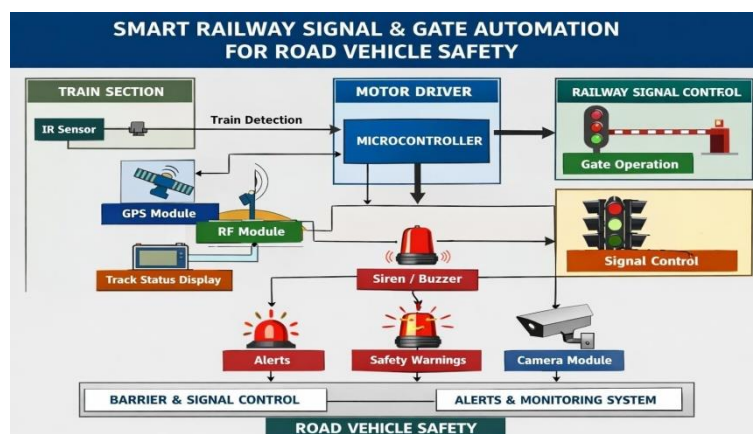 SMART RAILWAY SIGNAL & GATE AUTOMATION
FOR ROAD VEHICLE SAFETY
TRAIN SECTION
MOTOR DRIVER
RAILWAY SIGNAL CONTROL
IR Sensor
Train Detection
MICROCONTROLLER
Gate Operation
GPS Module
RF Module
Track Status Display
Siren / Buzzer
Signal Control
Alerts
Safety Warnings
Camera Module
BARRIER & SIGNAL CONTROL
ALERTS & MONITORING SYSTEM
ROAD VEHICLE SAFETY